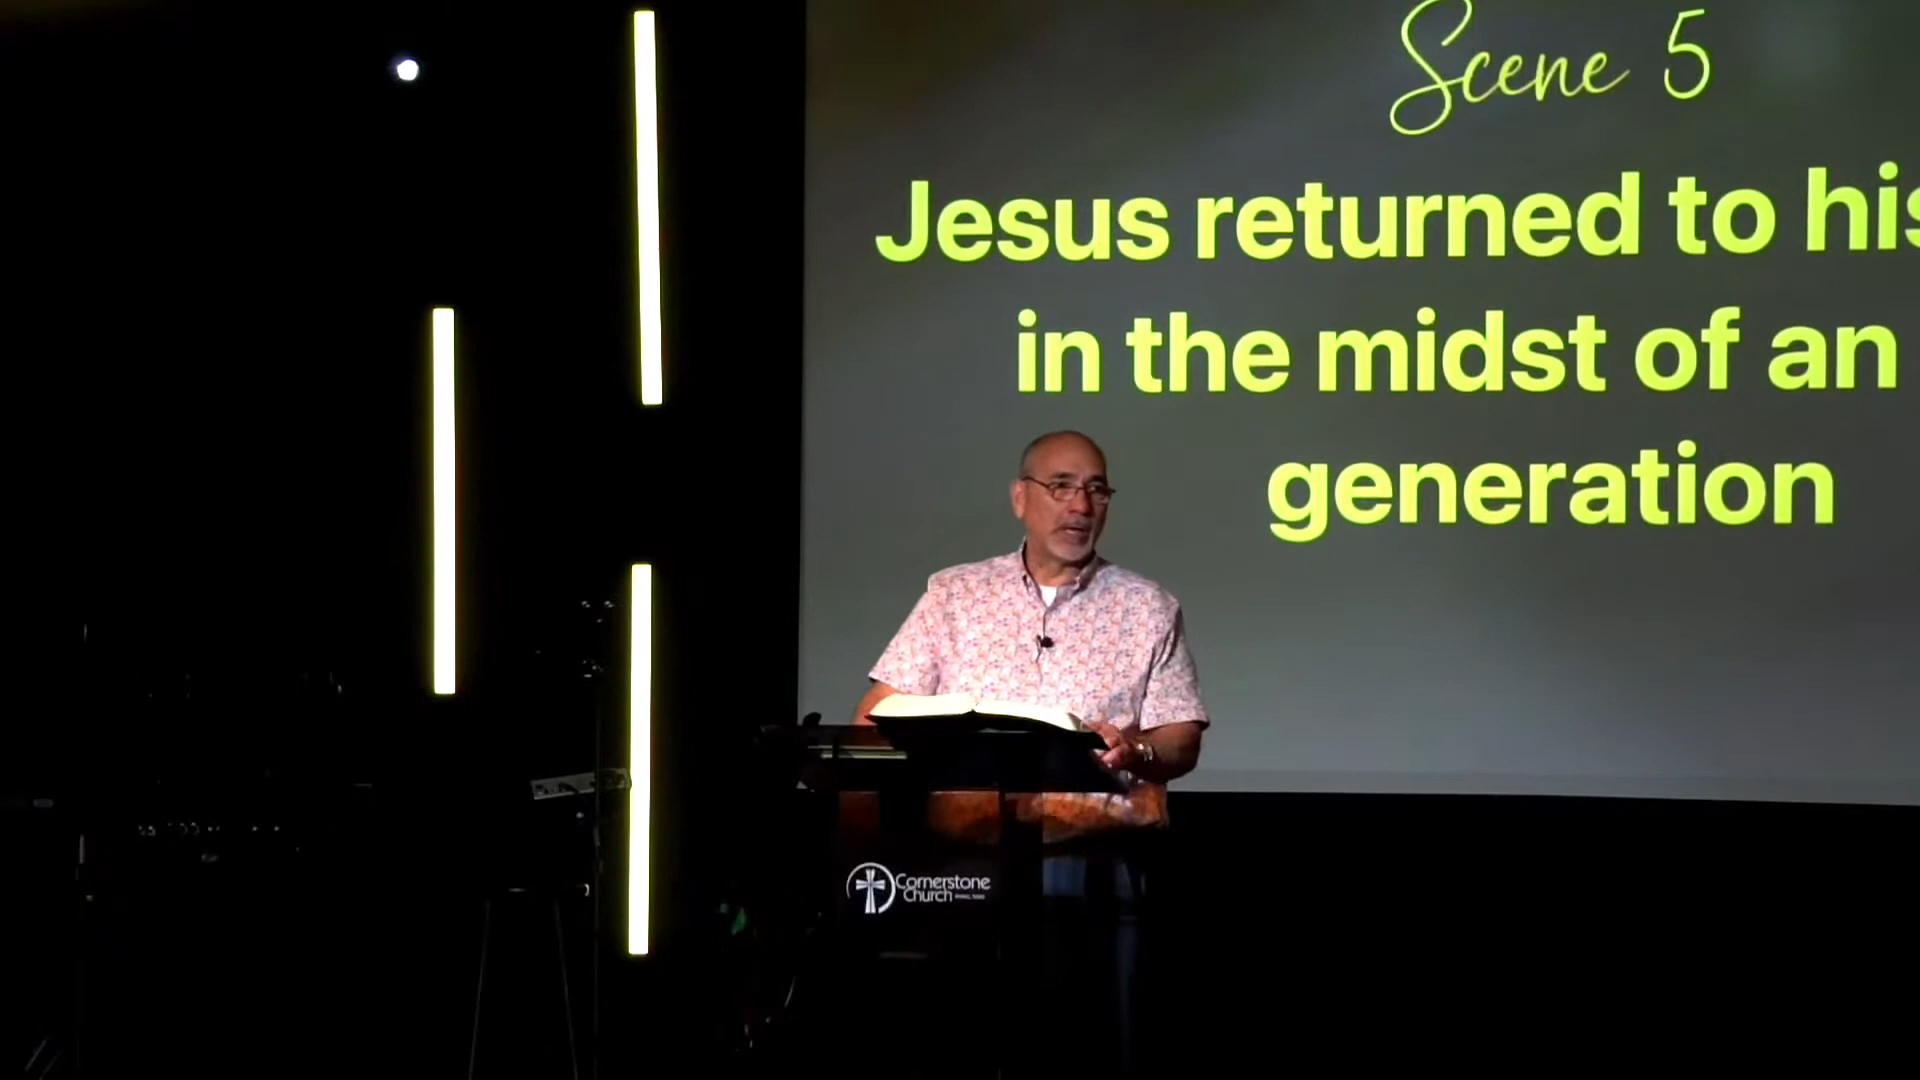 Scene 5
Jesus returned to his
in the midst of an
generation
Cornerstone
Church